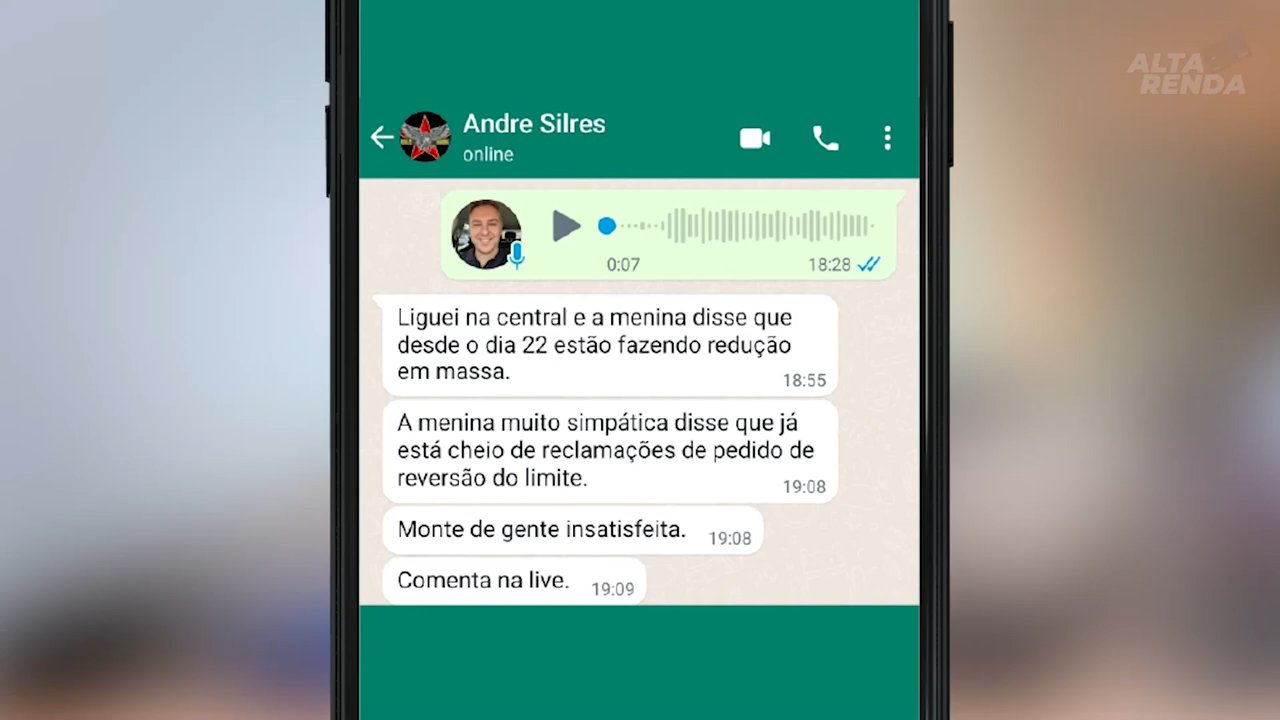 ALTA
RENDA
Andre Silres
online
0:07
18:28
Liguei na central e a menina disse que
desde o dia 22 estão fazendo redução
em massa.
18:55
A menina muito simpática disse que já
está cheio de reclamações de pedido de
reversão do limite.
19:08
Monte de gente insatisfeita.
19:08
Comenta na live.
19:09